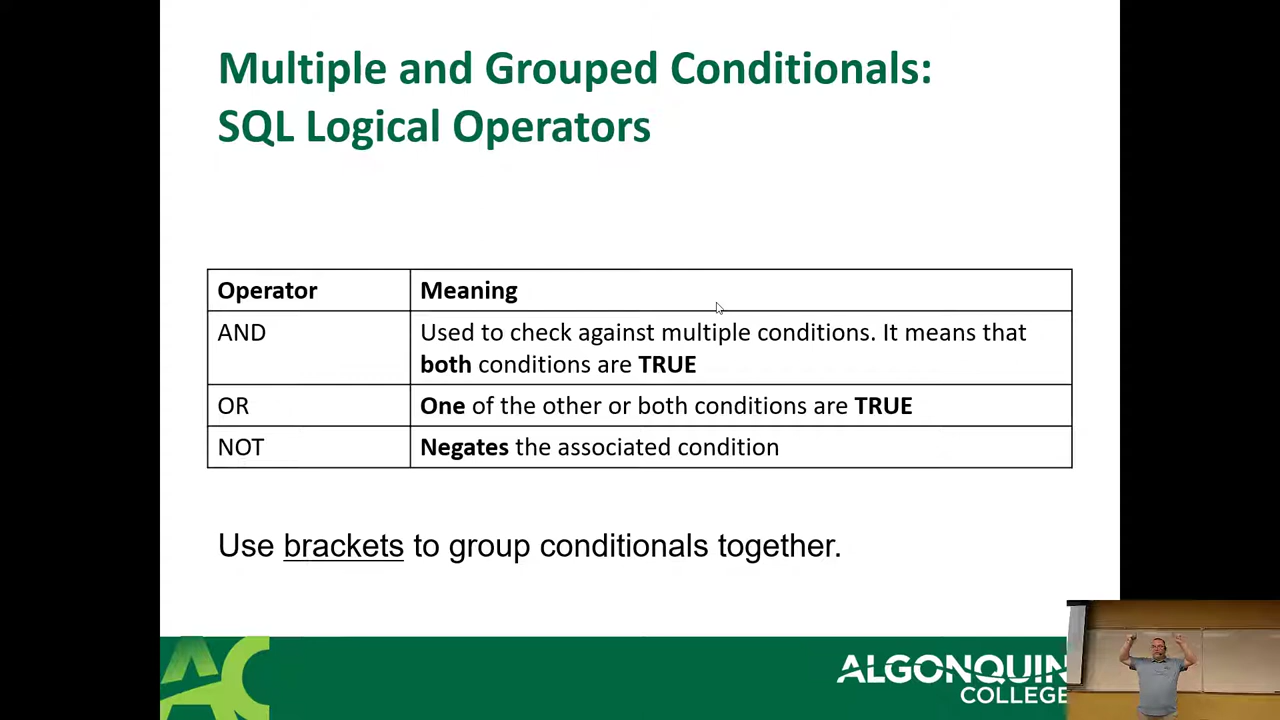 Multiple and Grouped Conditionals:
SQL Logical Operators
Operator Meaning
AND Used to check against multiple conditions. It means that
both conditions are TRUE
OR One of the other or both conditions are TRUE
NOT Negates the associated condition
Use brackets to group conditionals together.
AC
ALGONQUIN
COLLEGE